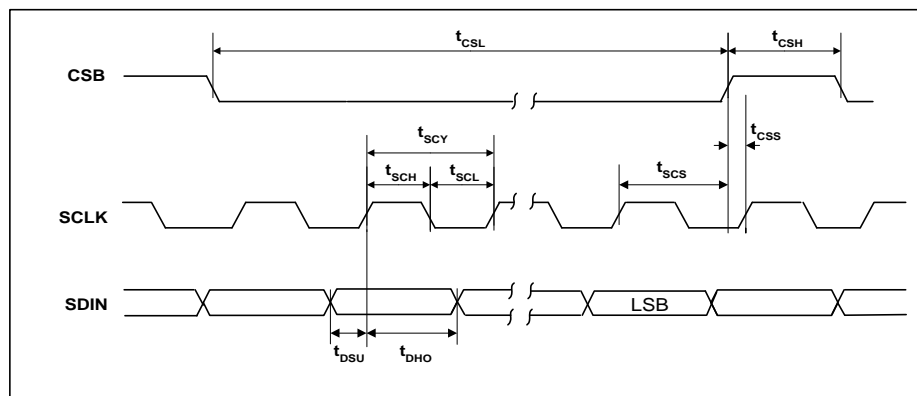 tCSL tCSH
CSB
tCSS
tSCY
tSCH tSCL tSCS
SCLK
SDIN LSB
tDSU tDHO